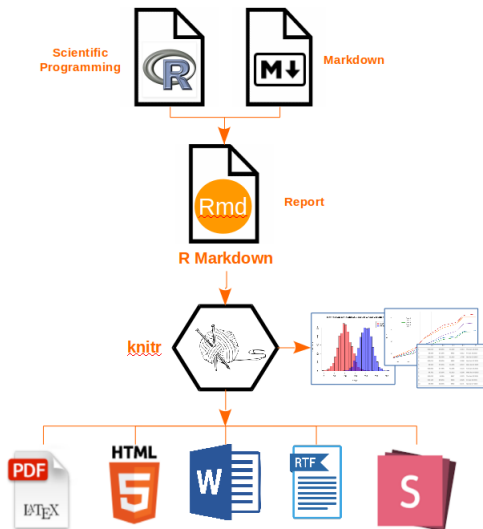 Scientific
Programming
R
M
Markdown
Rmd
Report
R Markdown
knitr
PDF
LATEX
HTML
5
W
RTF
S